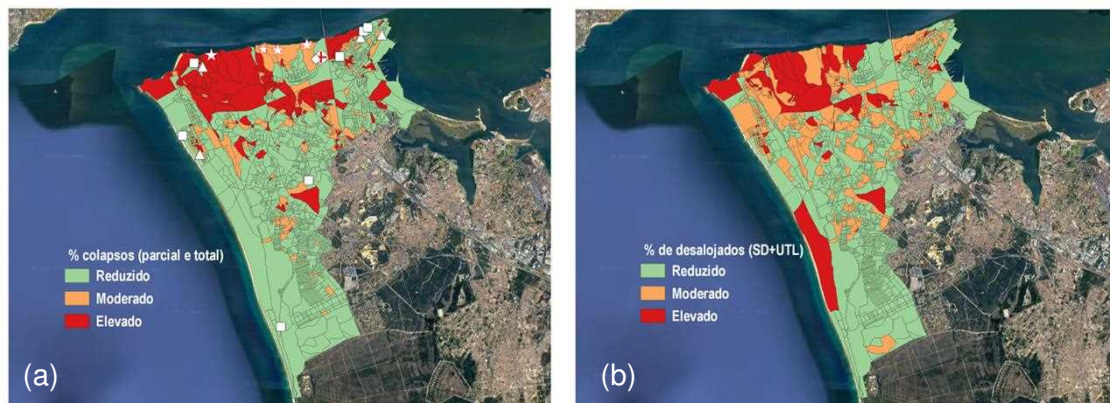 % colapsos (parcial e total)
Reduzido
Moderado
Elevado
(a)
% de desalojados (SD+UTL)
Reduzido
Moderado
Elevado
(b)